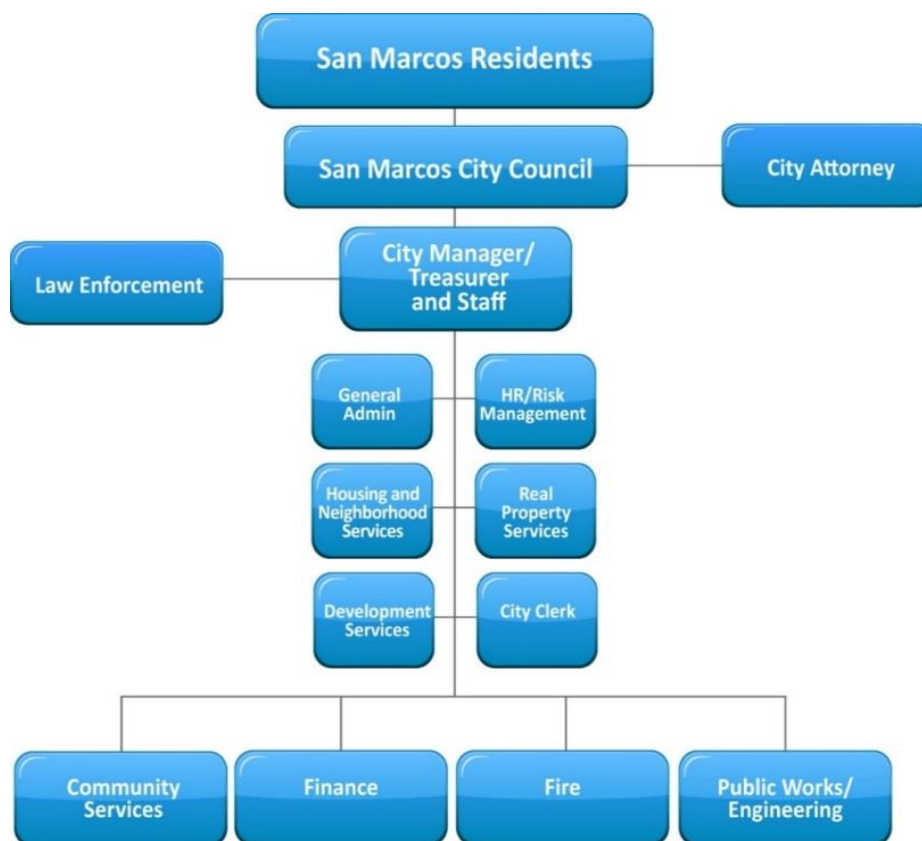 San Marcos Residents
San Marcos City Council
City Attorney
City Manager/
Treasurer
and Staff
Law Enforcement
General
Admin
HR/Risk
Management
Housing and
Neighborhood
Services
Real
Property
Services
Development
Services
City Clerk
Community
Services
Finance
Fire
Public Works/
Engineering